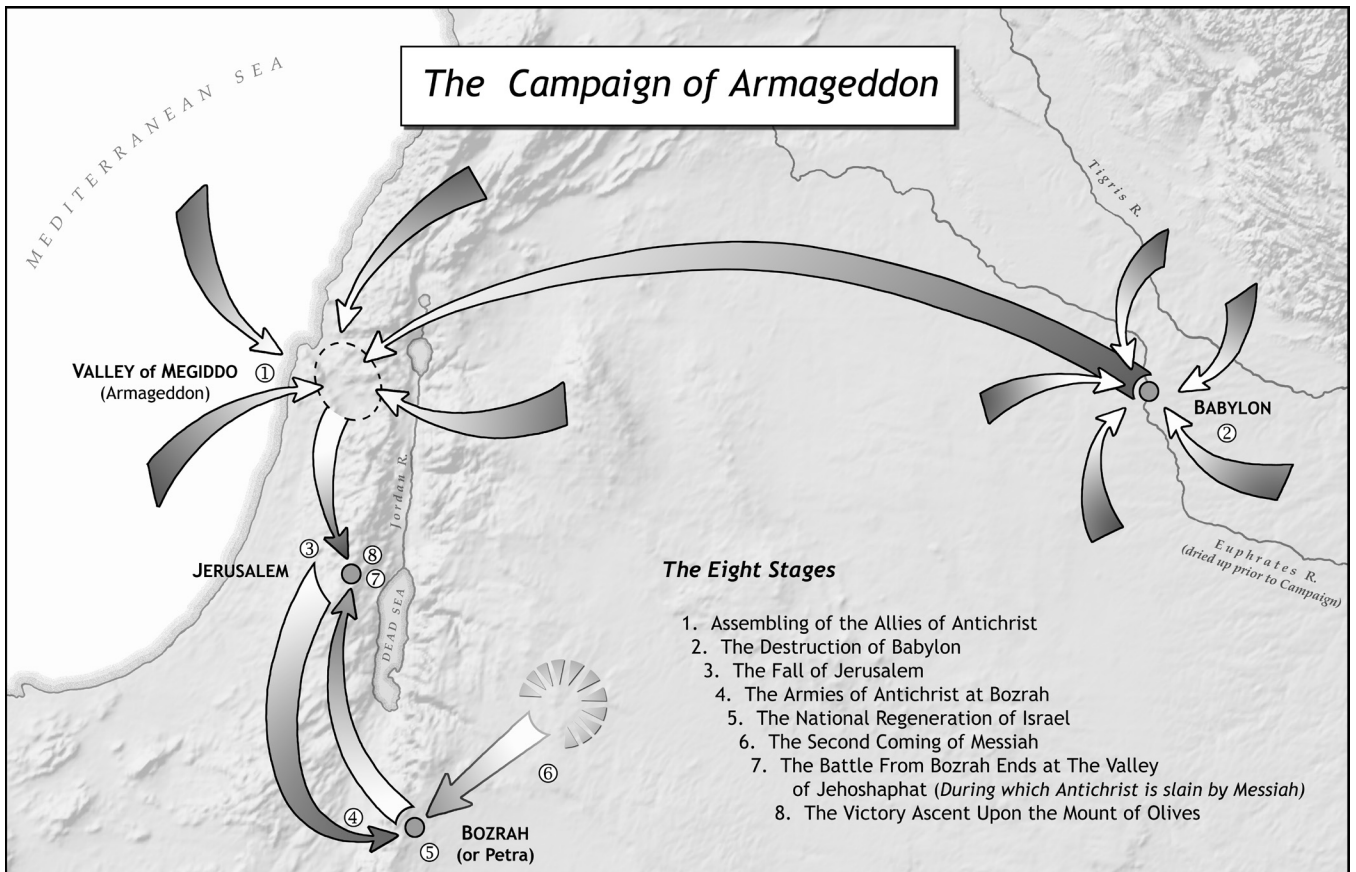 The Campaign of Armageddon
MEDITERRANEAN SEA
Tigris R.
VALLEY of MEGIDDO ①
(Armageddon)
BABYLON
②
Jordan R.
Euphrates R.
(dried up prior to Campaign)
③ ⑧
JERUSALEM ⑦
DEAD SEA
The Eight Stages
1. Assembling of the Allies of Antichrist
2. The Destruction of Babylon
3. The Fall of Jerusalem
4. The Armies of Antichrist at Bozrah
5. The National Regeneration of Israel
6. The Second Coming of Messiah
7. The Battle From Bozrah Ends at The Valley
of Jehoshaphat (During which Antichrist is slain by Messiah)
8. The Victory Ascent Upon the Mount of Olives
⑥
④
BOZRAH
(or Petra)
⑤